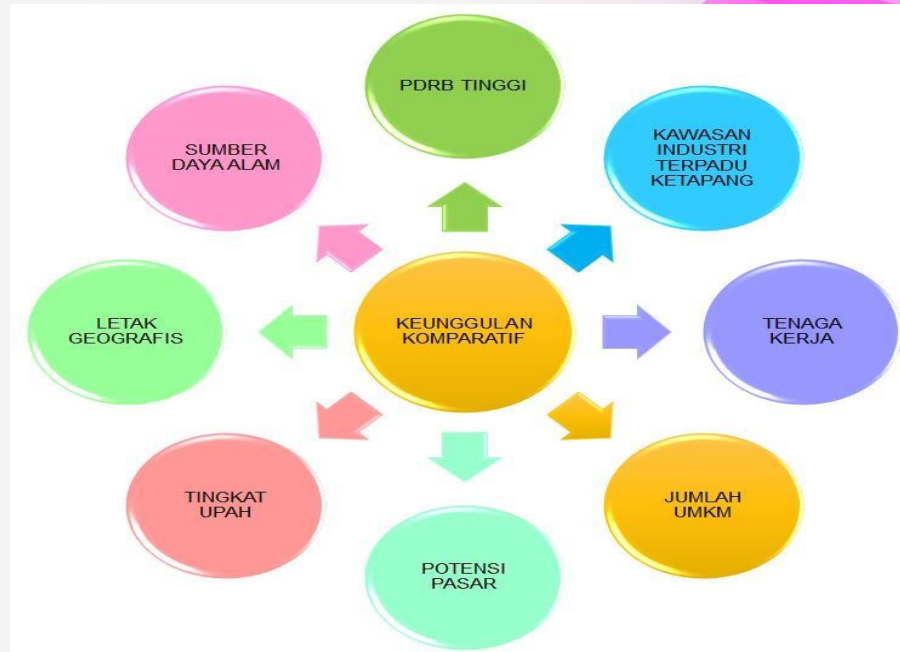 PDRB TINGGI
KAWASAN
INDUSTRI
TERPADU
KETAPANG
SUMBER
DAYA ALAM
LETAK
GEOGRAFIS
KEUNGGULAN
KOMPARATIF
TENAGA
KERJA
TINGKAT
UPAH
JUMLAH
UMKM
POTENSI
PASAR